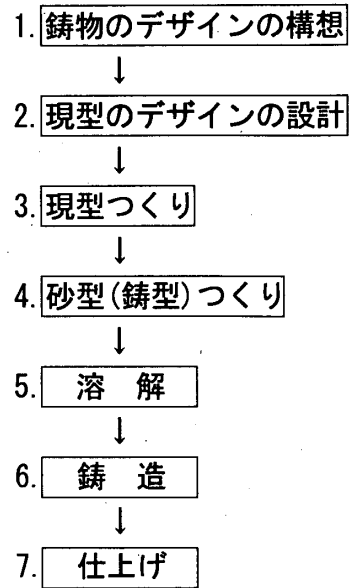 1. 鋳物のデザインの構想
↓
2. 現型のデザインの設計
↓
3. 現型つくり
↓
4. 砂型(鋳型)つくり
↓
5. 溶 解
↓
6. 鋳 造
↓
7. 仕上げ